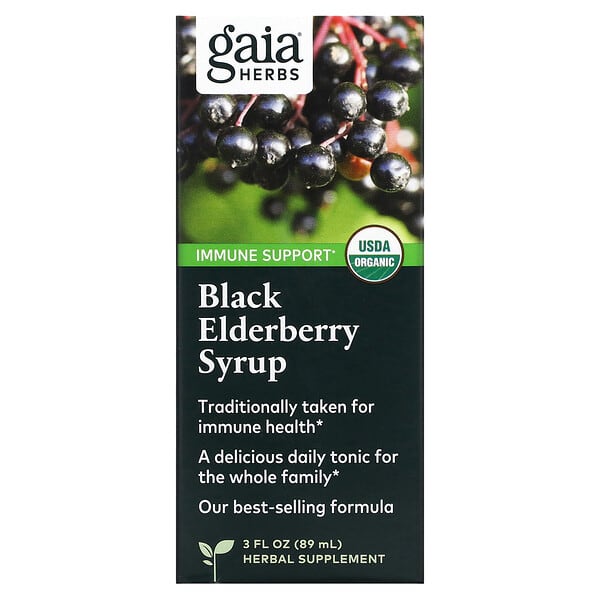 gaia®
HERBS
IMMUNE SUPPORT*
USDA
ORGANIC
Black
Elderberry
Syrup
Traditionally taken for
immune health*
A delicious daily tonic for
the whole family*
Our best-selling formula
3 FL OZ (89 mL)
HERBAL SUPPLEMENT